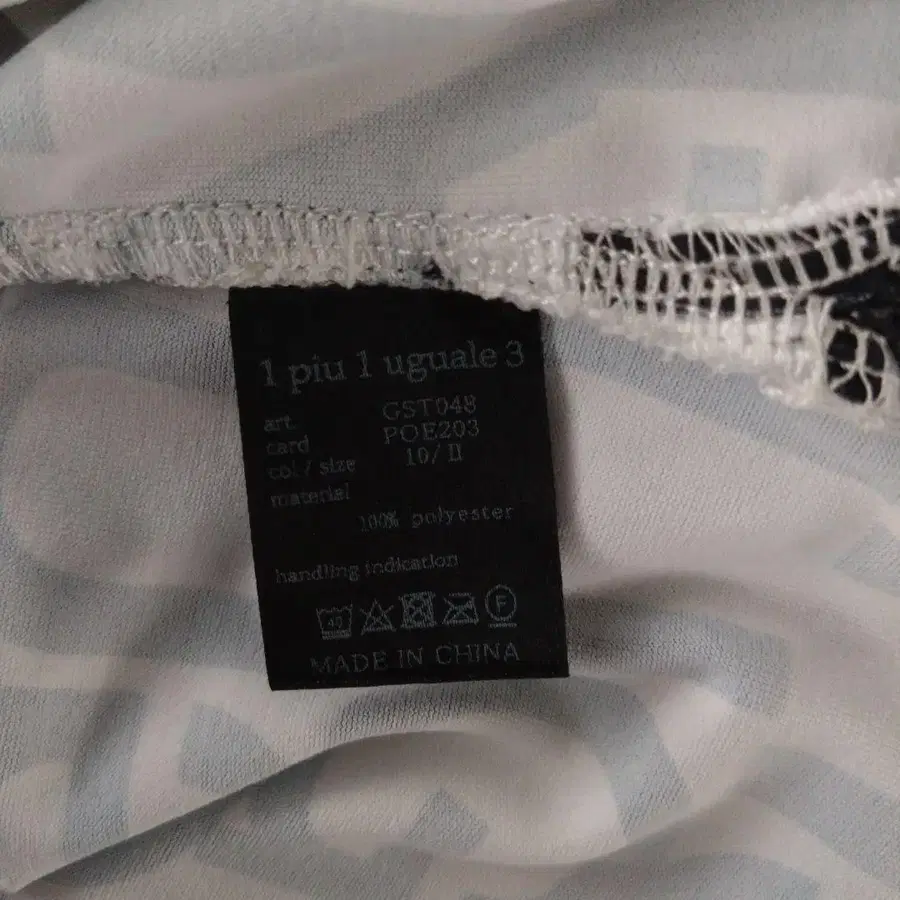 1 piu 1 uguale 3
art. GST048
card POE203
col / size 10/Ⅱ
material
100% polyester
handling indication
40 F
MADE IN CHINA